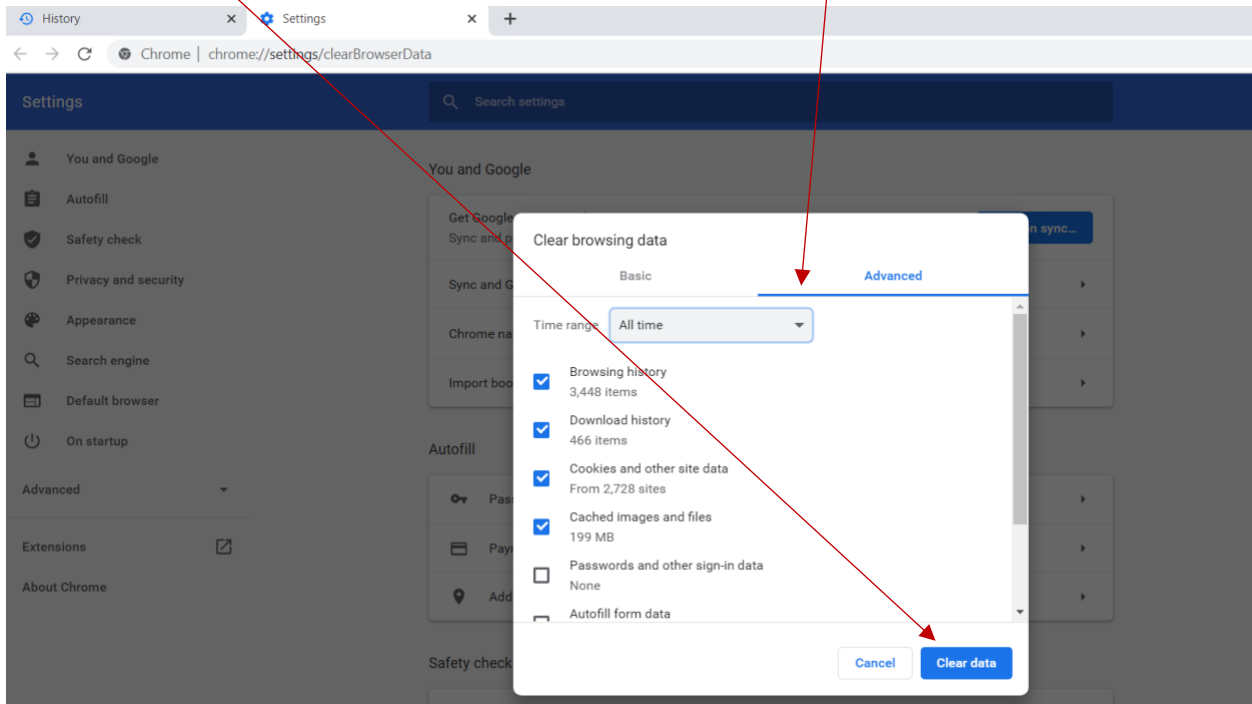 History
Settings
Chrome | chrome://settings/clearBrowserData
Settings
Search settings
You and Google
Autofill
Safety check
Privacy and security
Appearance
Search engine
Default browser
On startup
Advanced
Extensions
About Chrome
You and Google
Get Google
Sync and p
n sync...
Sync and G
Chrome na
Import boo
Autofill
Pas
Payr
Add
Safety check
Clear browsing data
Basic
Advanced
Time range
All time
Browsing history
3,448 items
Download history
466 items
Cookies and other site data
From 2,728 sites
Cached images and files
199 MB
Passwords and other sign-in data
None
Autofill form data
Cancel
Clear data